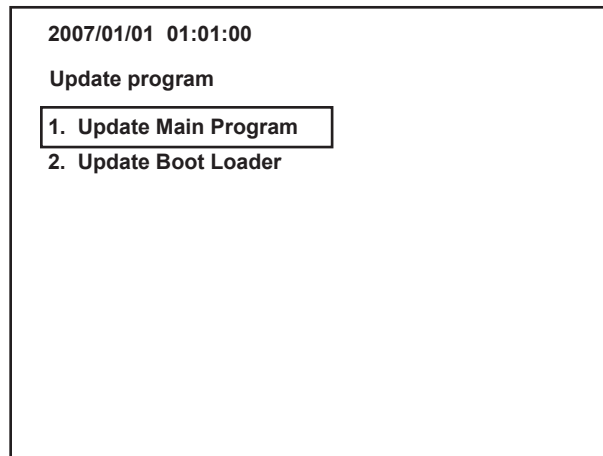 2007/01/01 01:01:00
Update program
1. Update Main Program
2. Update Boot Loader